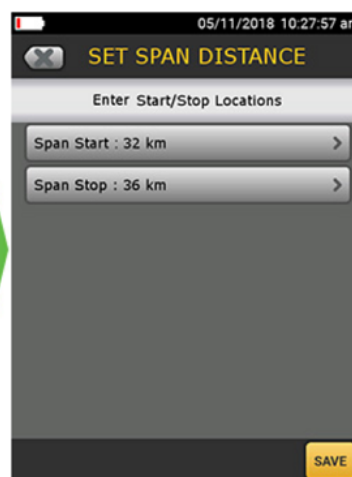 05/11/2018 10:27:57 am
SET SPAN DISTANCE
Enter Start/Stop Locations
Span Start : 32 km
Span Stop : 36 km
SAVE